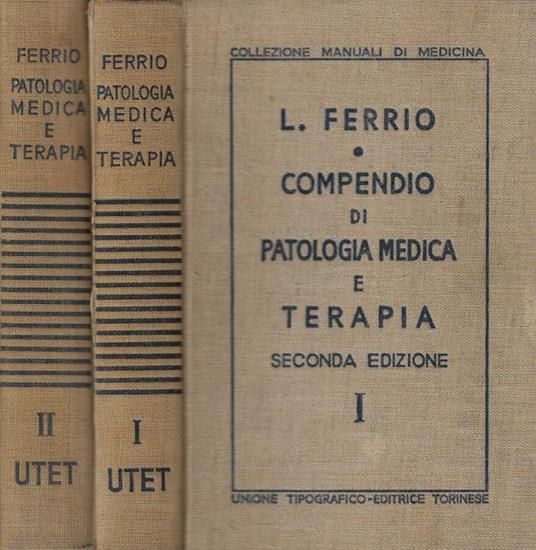 FERRIO
PATOLOGIA
MEDICA
E
TERAPIA
II
UTET
FERRIO
PATOLOGIA
MEDICA
E
TERAPIA
I
UTET
COLLEZIONE MANUALI DI MEDICINA
L. FERRIO
•
COMPENDIO
DI
PATOLOGIA MEDICA
E
TERAPIA
SECONDA EDIZIONE
I
UNIONE TIPOGRAFICO-EDITRICE TORINESE